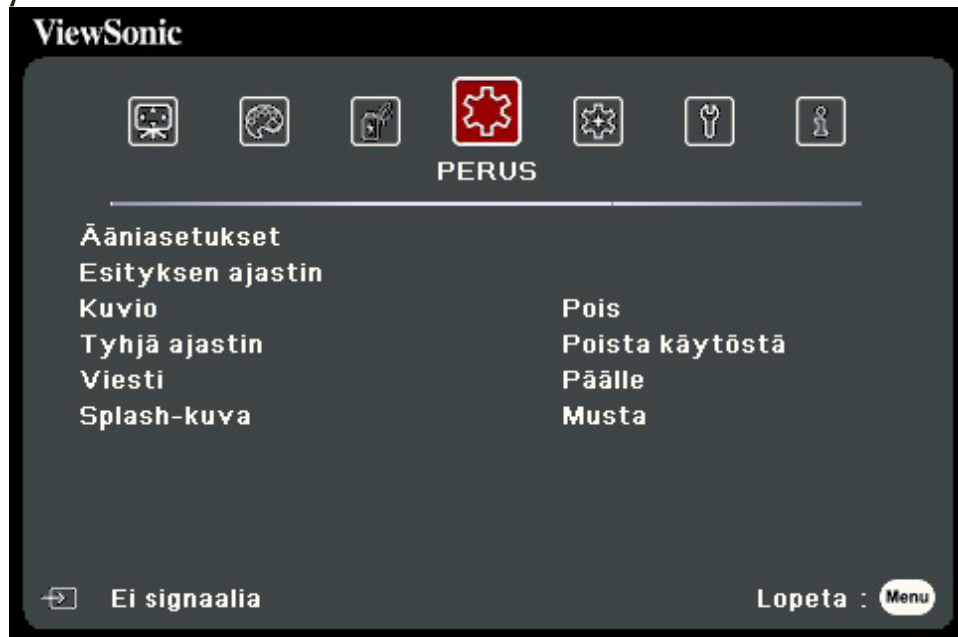 ViewSonic
PERUS
Ääniasetukset
Esityksen ajastin
Kuvio Pois
Tyhjä ajastin Poista käytöstä
Viesti Päälle
Splash-kuva Musta
Ei signaalia Lopeta : Menu